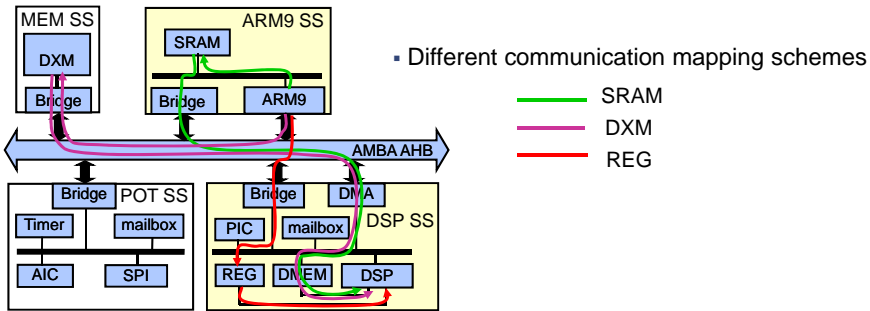 MEM SS
DXM
Bridge
ARM9 SS
SRAM
Bridge
ARM9
▪ Different communication mapping schemes
SRAM
DXM
REG
AMBA AHB
Bridge
POT SS
Timer
mailbox
AIC
SPI
Bridge
DMA
DSP SS
PIC
mailbox
REG
DMEM
DSP